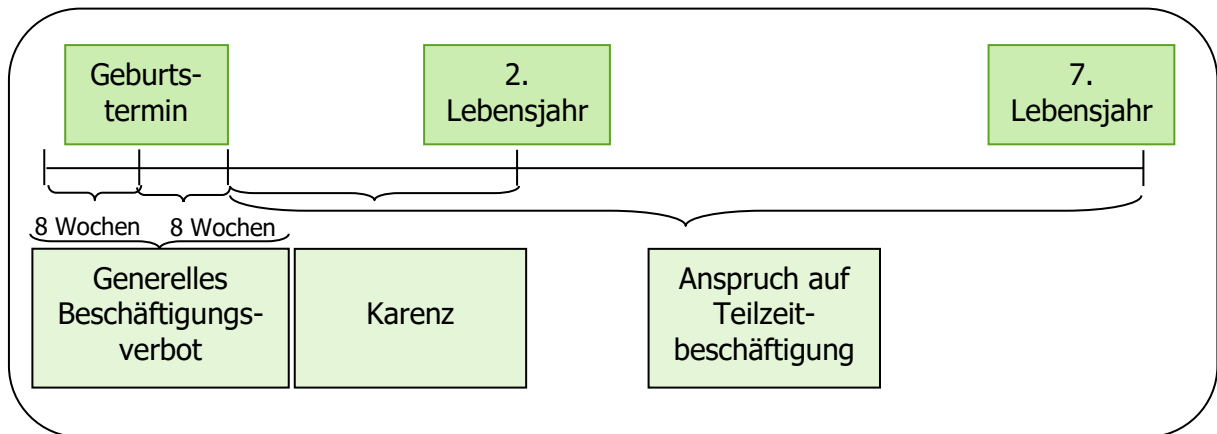 Geburts-
termin
2.
Lebensjahr
7.
Lebensjahr
8 Wochen
8 Wochen
Generelles
Beschäftigungs-
verbot
Karenz
Anspruch auf
Teilzeit-
beschäftigung